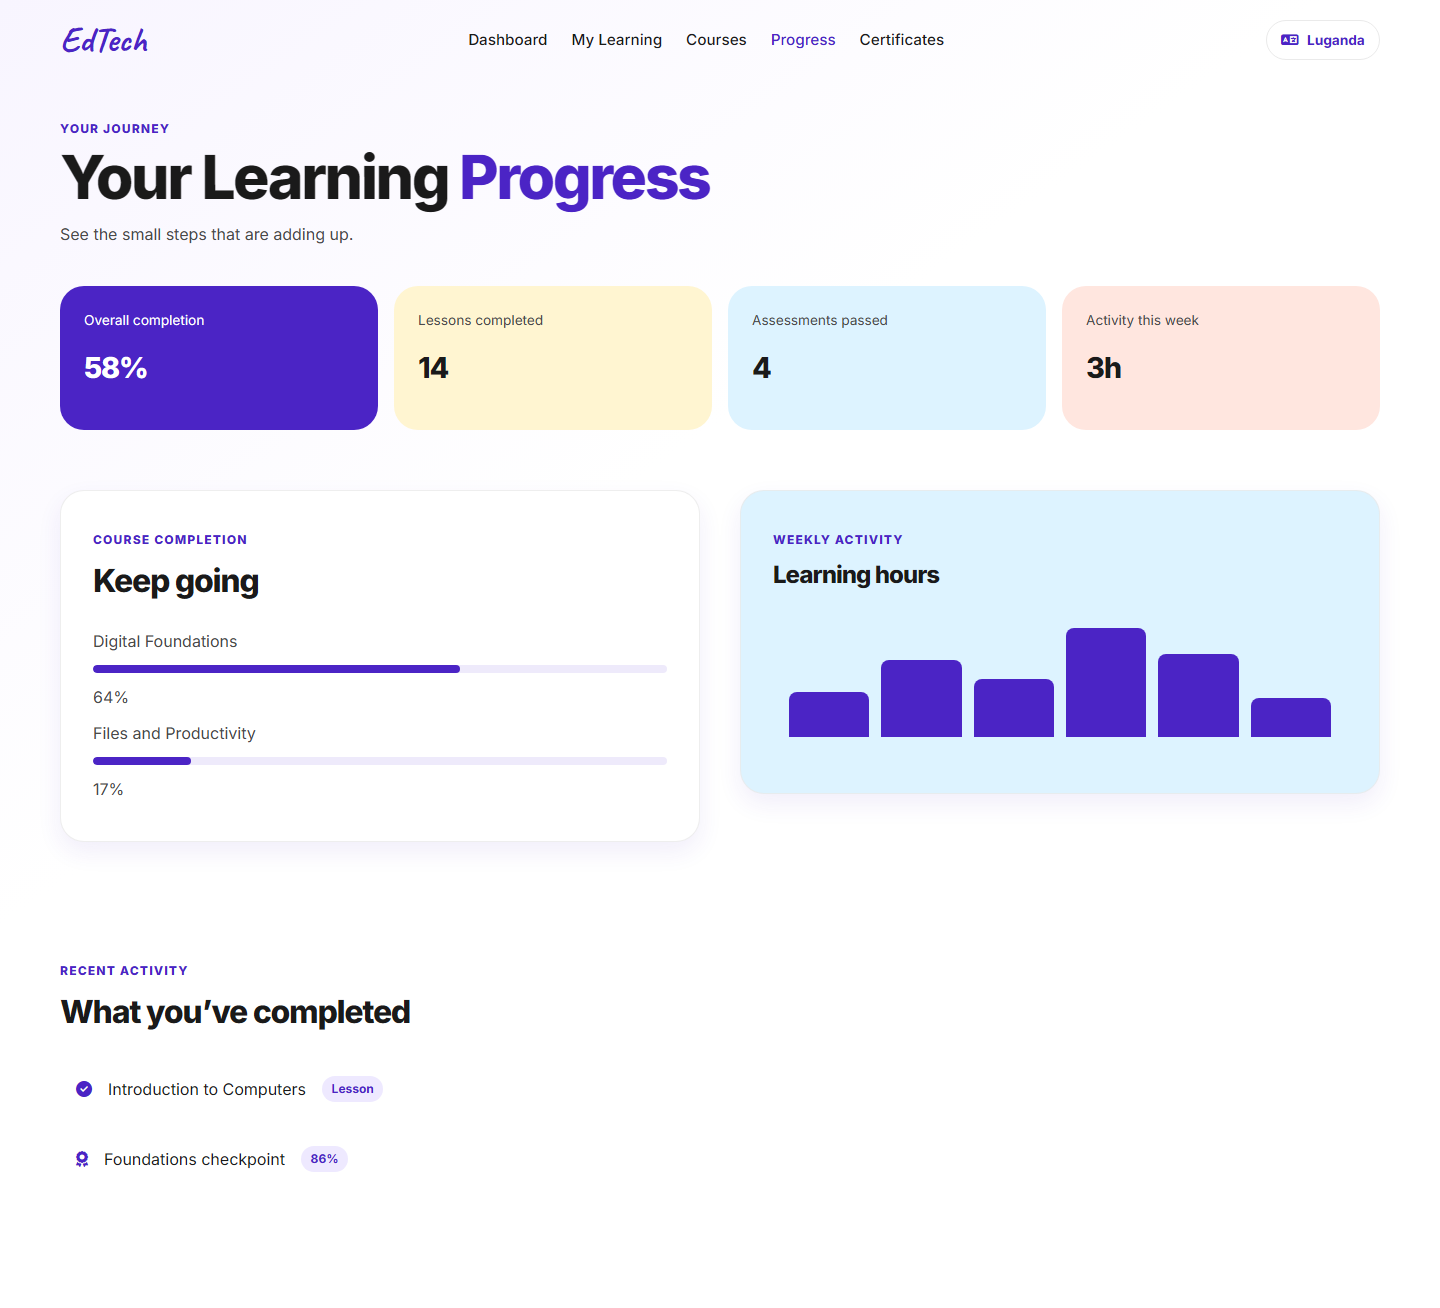 EdTech
Dashboard My Learning Courses Progress Certificates
Luganda
YOUR JOURNEY
Your Learning Progress
See the small steps that are adding up.
Overall completion
58%
Lessons completed
14
Assessments passed
4
Activity this week
3h
COURSE COMPLETION
Keep going
Digital Foundations
64%
Files and Productivity
17%
WEEKLY ACTIVITY
Learning hours
RECENT ACTIVITY
What you’ve completed
Introduction to Computers Lesson
Foundations checkpoint 86%